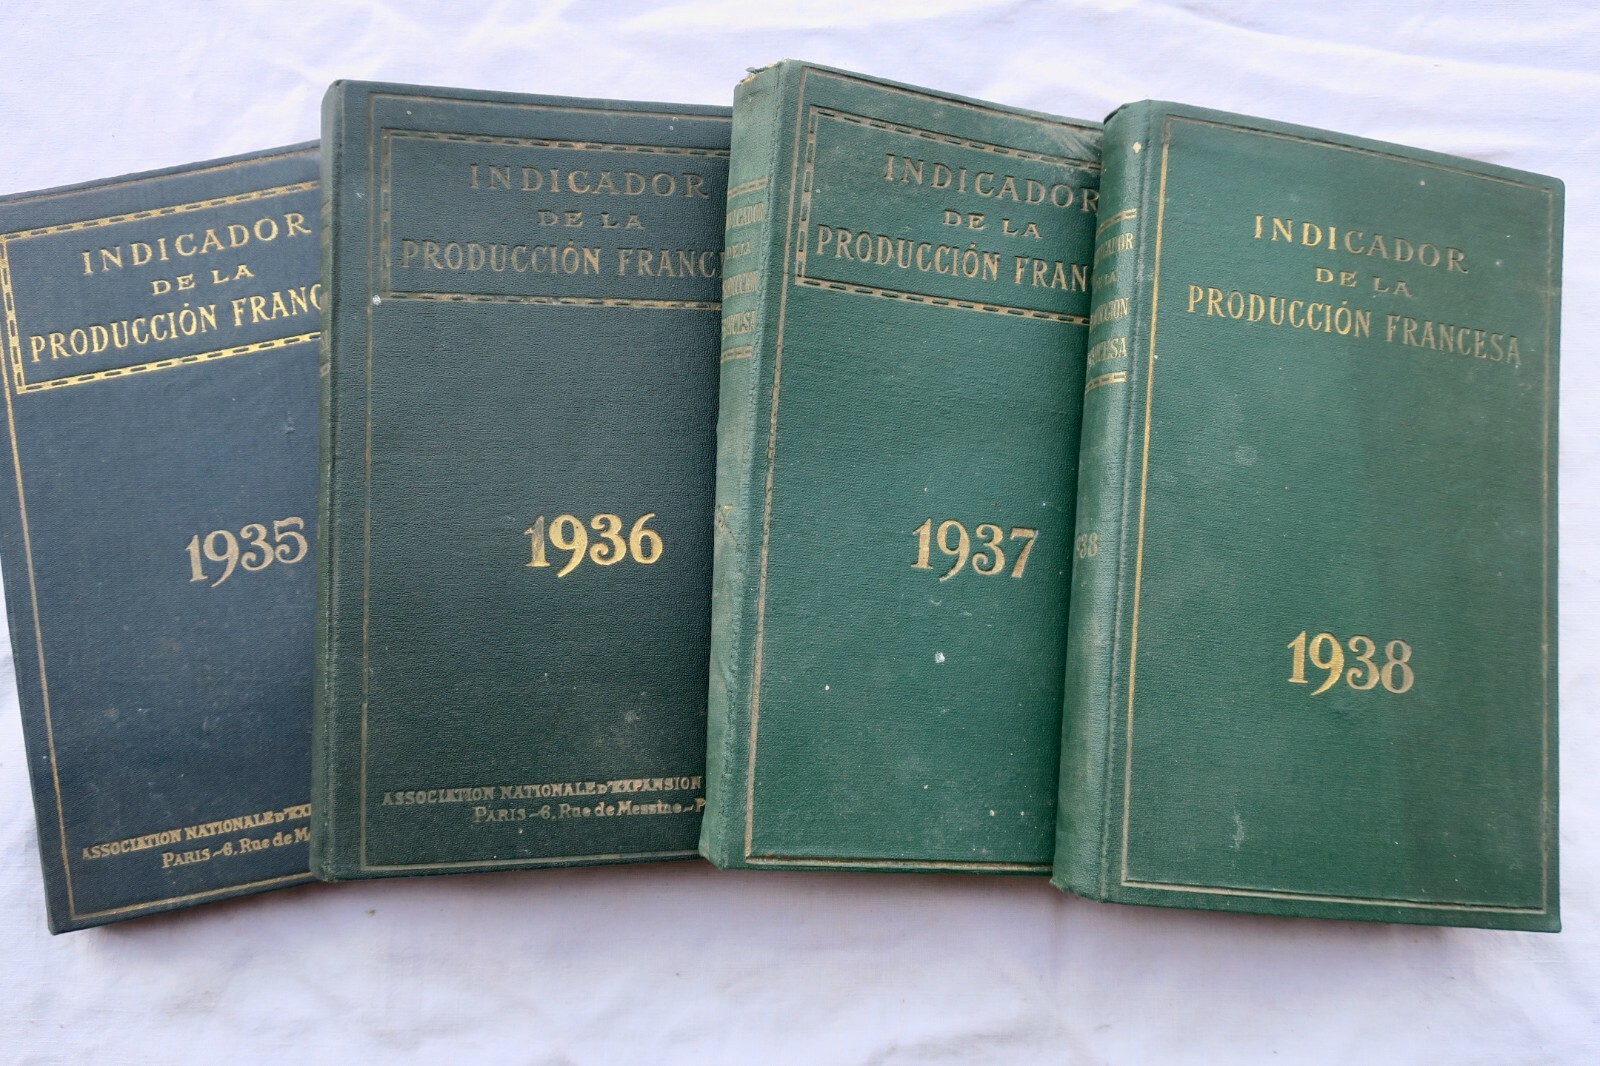 INDICADOR
DE LA
PRODUCCIÓN FRANC
1935
ASSOCIATION NATIONALE D'EX
PARIS-6, Rue de M
INDICADOR
DE LA
PRODUCCIÓN FRANCE
1936
ASSOCIATION NATIONALE D'EXPANSION
PARIS-6, Rue de Messine-P
INDICADOR
DE LA
PRODUCCIÓN FRAN
1937
INDICADOR
DE LA
PRODUCCIÓN FRANCESA
1938